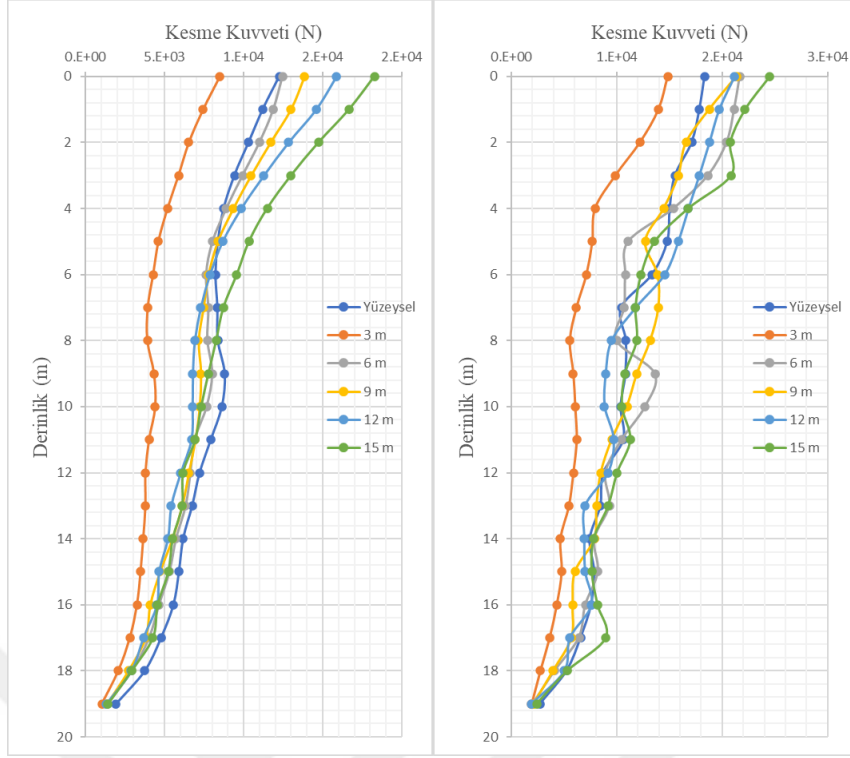 Kesme Kuvveti (N)
0.E+00 5.E+03 1.E+04 2.E+04 2.E+04
0
2
4
6
8
10
12
14
16
18
20
Derinlik (m)
Yüzeysel
3 m
6 m
9 m
12 m
15 m
Kesme Kuvveti (N)
0.E+00 1.E+04 2.E+04 3.E+04
0
2
4
6
8
10
12
14
16
18
20
Derinlik (m)
Yüzeysel
3 m
6 m
9 m
12 m
15 m